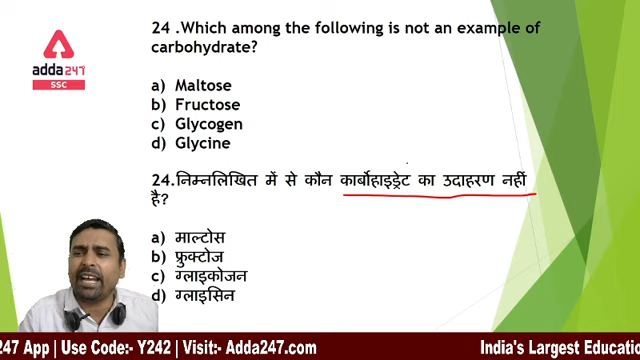 24 .Which among the following is not an example of
carbohydrate?
a) Maltose
b) Fructose
c) Glycogen
d) Glycine
24.निम्नलिखित में से कौन कार्बोहाइड्रेट का उदाहरण नहीं
है?
a) माल्टोस
b) फ्रुक्टोज
c) ग्लाइकोजन
d) ग्लाइसिन
adda247
SSC
247 App | Use Code:- Y242 | Visit:- Adda247.com
India's Largest Educatio